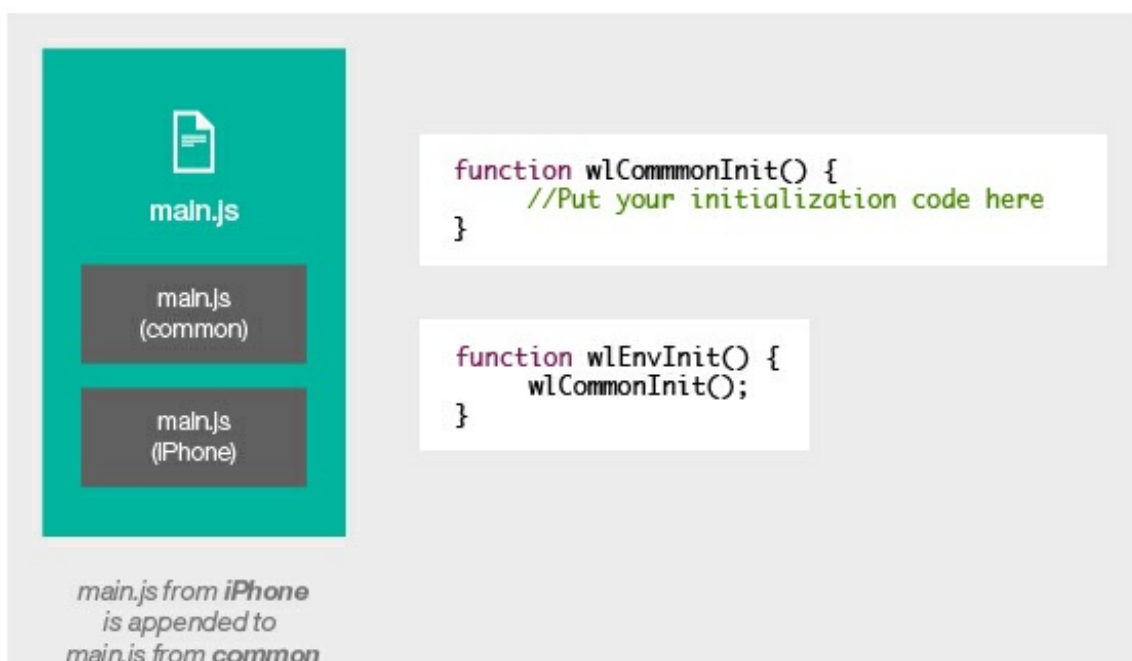 main.js
main.js
(common)
main.js
(IPhone)
main.js from iPhone
is appended to
main.js from common
function wlCommmonInit() {
//Put your initialization code here
}
function wlEnvInit() {
wlCommonInit();
}